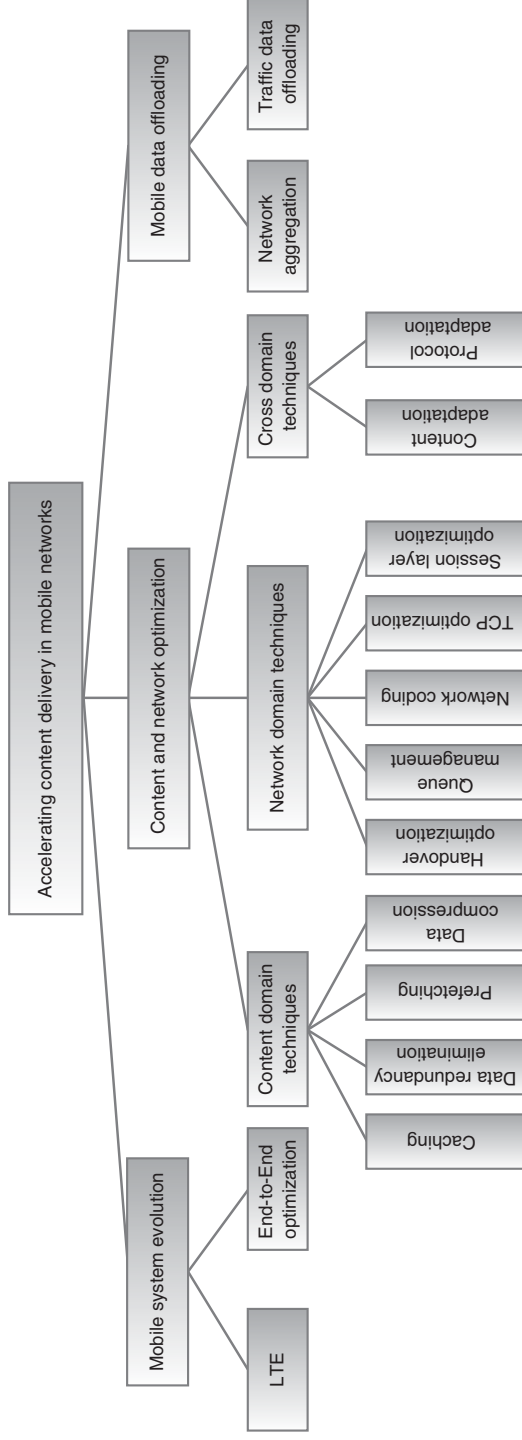 Accelerating content delivery in mobile networks
Mobile system evolution
Content and network optimization
Mobile data offloading
LTE
End-to-End
optimization
Content domain
techniques
Network domain techniques
Cross domain
techniques
Network
aggregation
Traffic data
offloading
Caching
Data redundancy
elimination
Prefetching
Data
compression
Handover
optimization
Queue
management
Network coding
TCP optimization
Session layer
optimization
Content
adaptation
Protocol
adaptation